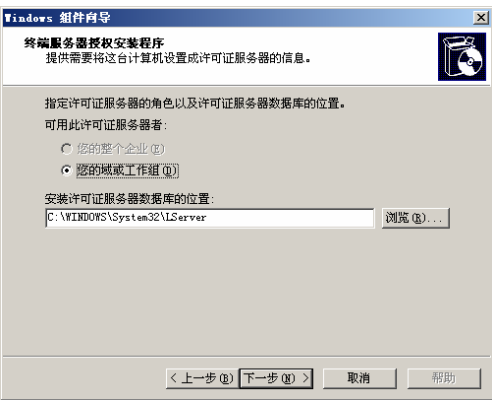 Windows 组件向导
终端服务器授权安装程序
提供需要将这台计算机设置成许可证服务器的信息。
指定许可证服务器的角色以及许可证服务器数据库的位置。
可用此许可证服务器者:
您的整个企业(E)
您的域或工作组(D)
安装许可证服务器数据库的位置:
C:\WINDOWS\System32\LServer
浏览(R)...
< 上一步(B)
下一步(N) >
取消
帮助